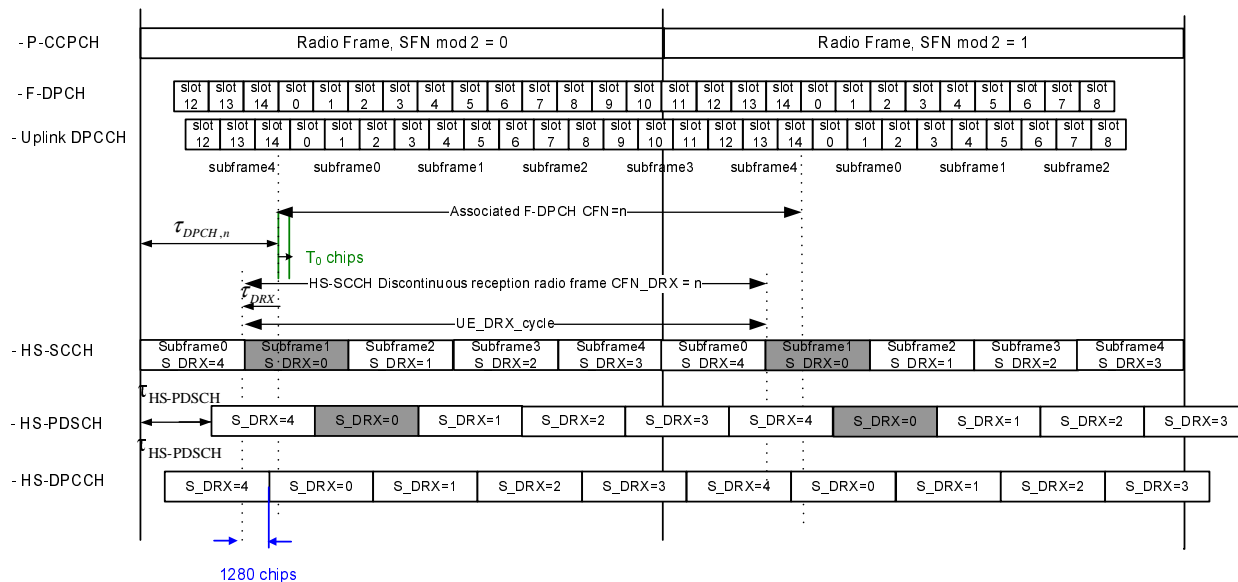 - P-CCPCH
Radio Frame, SFN mod 2 = 0
Radio Frame, SFN mod 2 = 1
- F-DPCH
slot 12 slot 13 slot 14 slot 0 slot 1 slot 2 slot 3 slot 4 slot 5 slot 6 slot 7 slot 8 slot 9 slot 10 slot 11 slot 12 slot 13 slot 14 slot 0 slot 1 slot 2 slot 3 slot 4 slot 5 slot 6 slot 7 slot 8
- Uplink DPCCH
slot 12 slot 13 slot 14 slot 0 slot 1 slot 2 slot 3 slot 4 slot 5 slot 6 slot 7 slot 8 slot 9 slot 10 slot 11 slot 12 slot 13 slot 14 slot 0 slot 1 slot 2 slot 3 slot 4 slot 5 slot 6 slot 7 slot 8
subframe4 subframe0 subframe1 subframe2 subframe3 subframe4 subframe0 subframe1 subframe2
Associated F-DPCH CFN=n
τDPCH,n
T0 chips
HS-SCCH Discontinuous reception radio frame CFN_DRX = n
τDRX
UE_DRX_cycle
- HS-SCCH
Subframe0 Subframe1 Subframe2 Subframe3 Subframe4 Subframe0 Subframe1 Subframe2 Subframe3 Subframe4
S_DRX=4 S_DRX=0 S_DRX=1 S_DRX=2 S_DRX=3 S_DRX=4 S_DRX=0 S_DRX=1 S_DRX=2 S_DRX=3
τHS-PDSCH
- HS-PDSCH
S_DRX=4 S_DRX=0 S_DRX=1 S_DRX=2 S_DRX=3 S_DRX=4 S_DRX=0 S_DRX=1 S_DRX=2 S_DRX=3
τHS-PDSCH
- HS-DPCCH
S_DRX=4 S_DRX=0 S_DRX=1 S_DRX=2 S_DRX=3 S_DRX=4 S_DRX=0 S_DRX=1 S_DRX=2 S_DRX=3
1280 chips